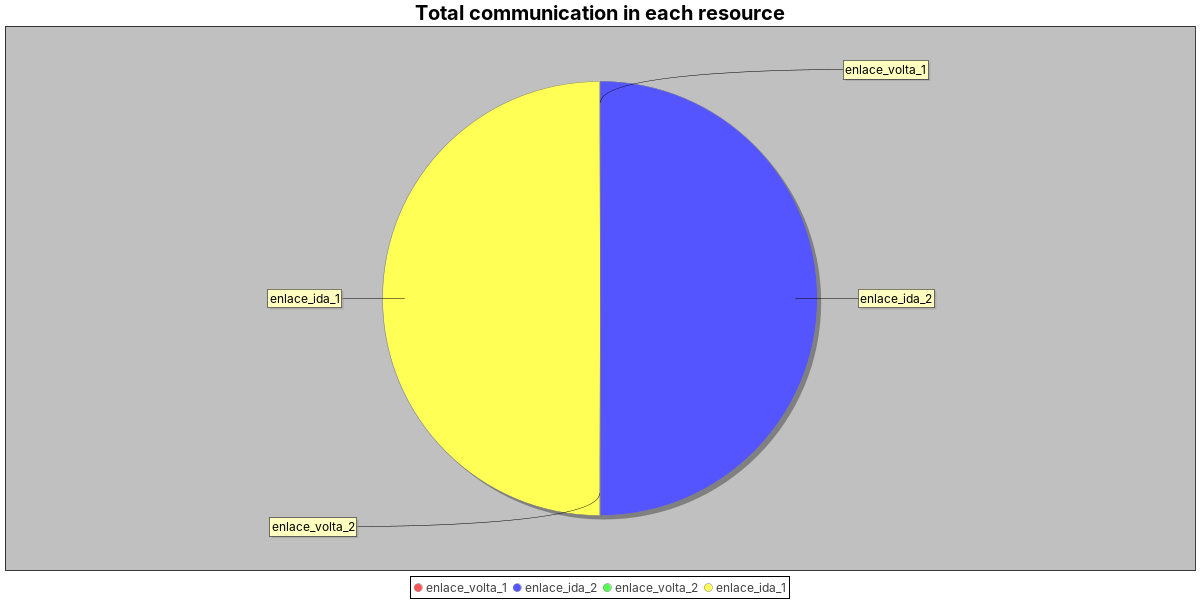 Total communication in each resource
enlace_volta_1
enlace_ida_1
enlace_ida_2
enlace_volta_2
enlace_volta_1 enlace_ida_2 enlace_volta_2 enlace_ida_1